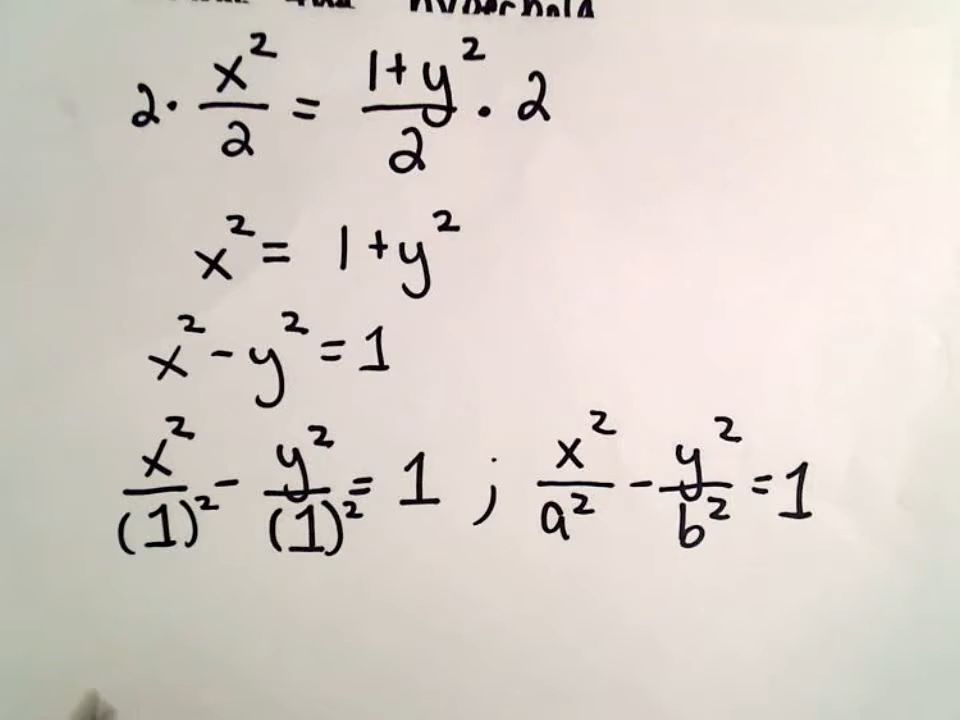 hyperbola
2 · x²/2 = (1+y²)/2 · 2
x² = 1+y²
x² - y² = 1
x²/(1)² - y²/(1)² = 1 ; x²/a² - y²/b² = 1